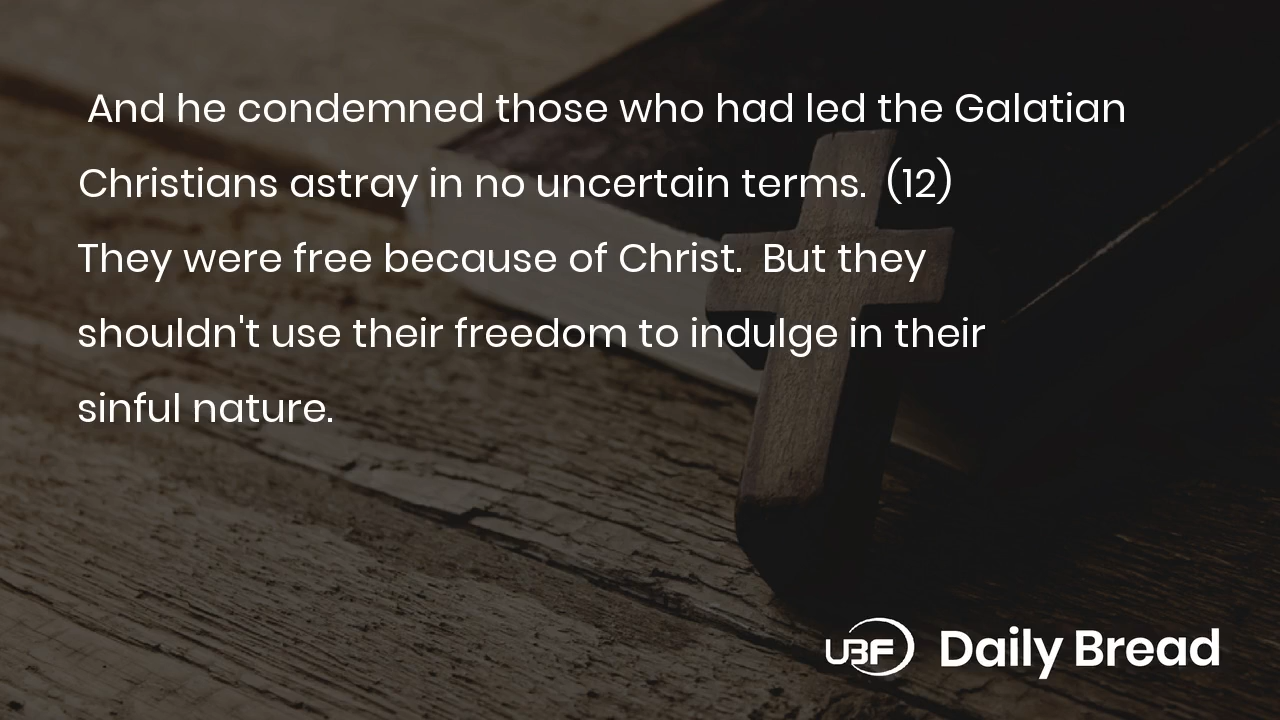 And he condemned those who had led the Galatian
Christians astray in no uncertain terms.  (12)
They were free because of Christ.  But they
shouldn't use their freedom to indulge in their
sinful nature.
UBF Daily Bread